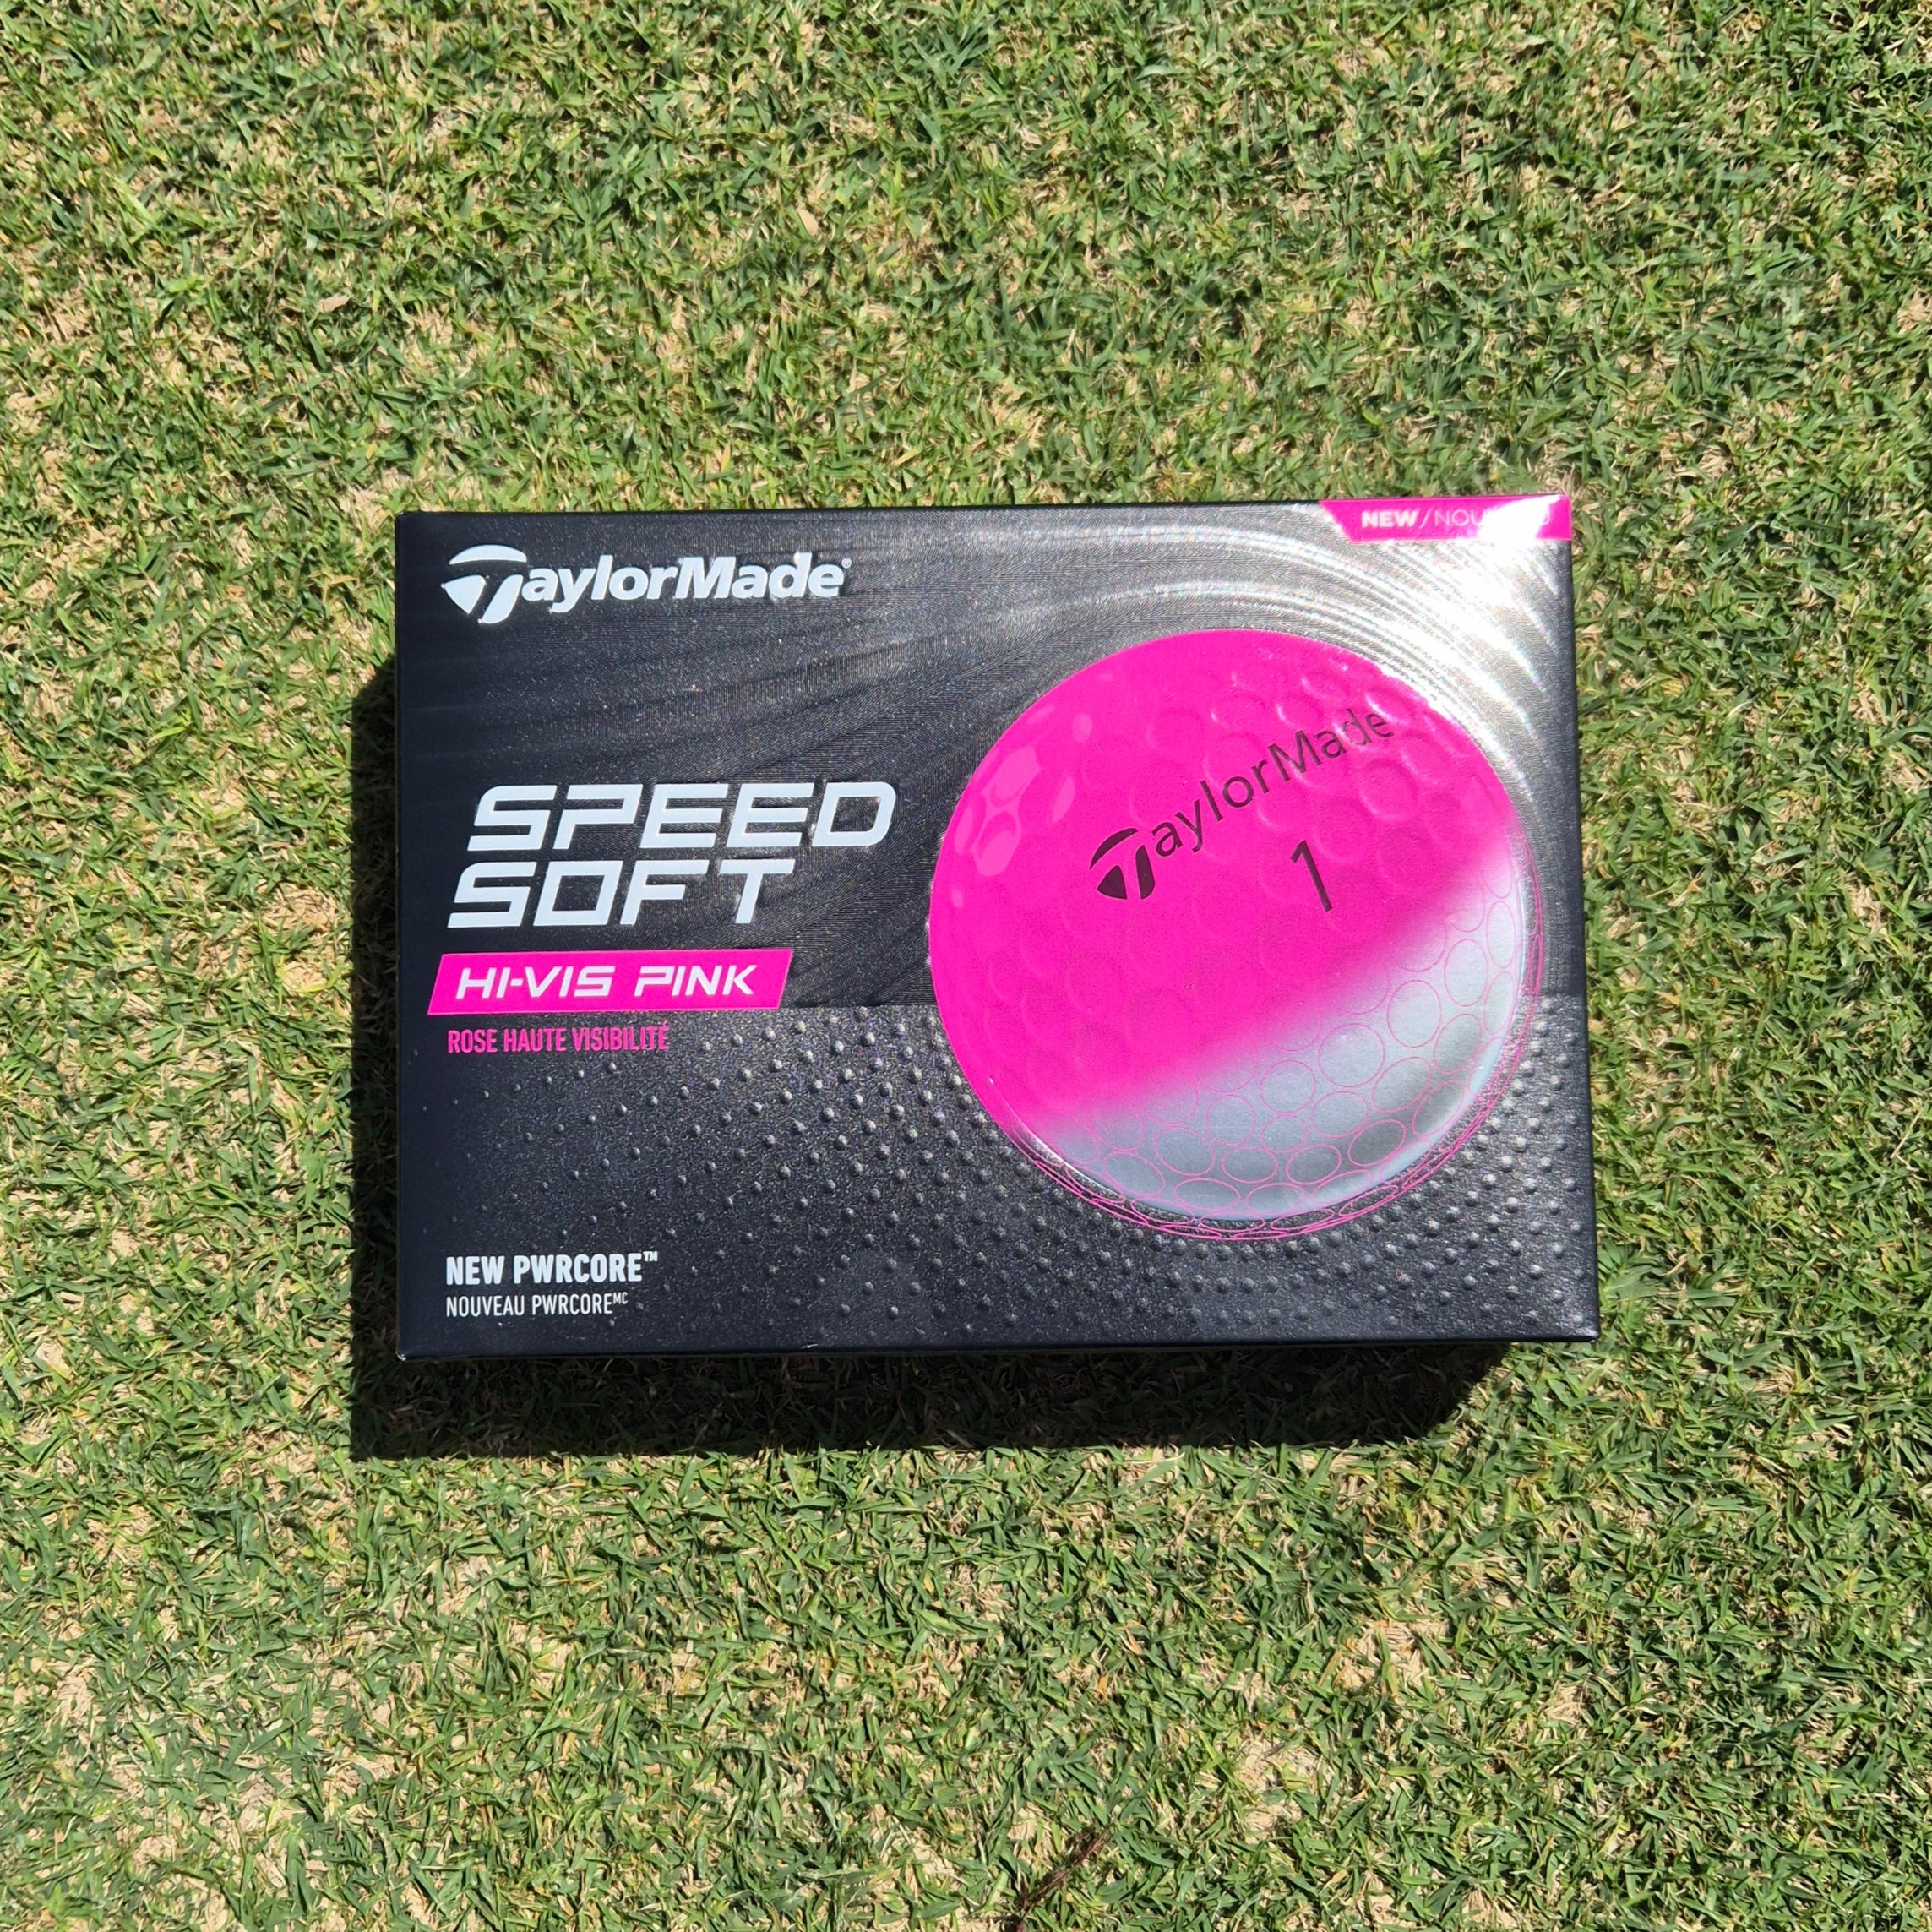 NEW/
TaylorMade®
TaylorMade
1
SPEED
SOFT
HI-VIS PINK
ROSE HAUTE VISIBILITÉ
NEW PWRCORE™
NOUVEAU PWRCOREᴹᶜ